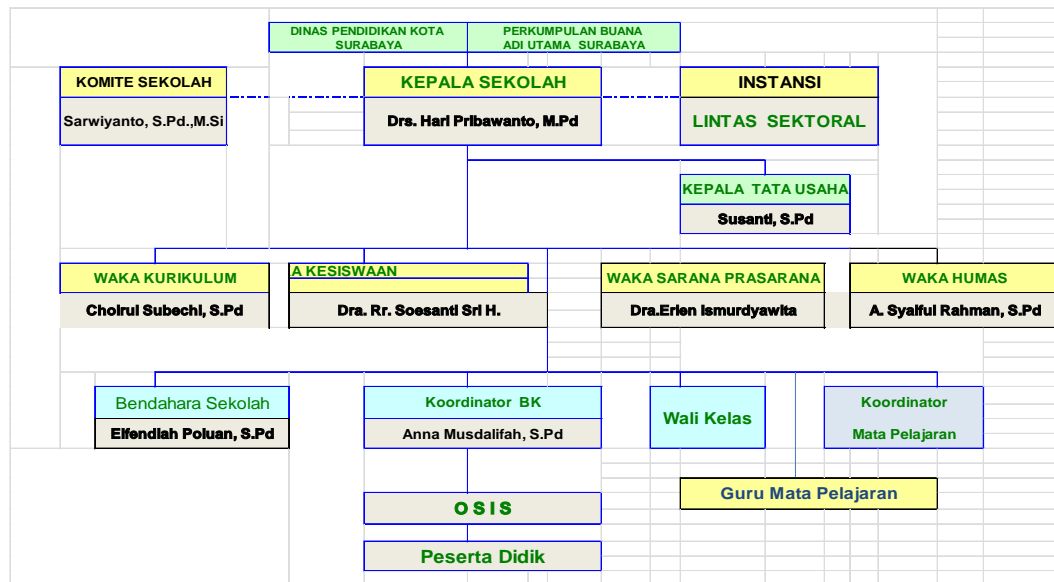 DINAS PENDIDIKAN KOTA
SURABAYA
PERKUMPULAN BUANA
ADI UTAMA SURABAYA
KOMITE SEKOLAH
Sarwiyanto, S.Pd.,M.Si
KEPALA SEKOLAH
Drs. Hari Pribawanto, M.Pd
INSTANSI
LINTAS SEKTORAL
KEPALA TATA USAHA
Susanti, S.Pd
WAKA KURIKULUM
Choirul Subechi, S.Pd
A KESISWAAN
Dra. Rr. Soesanti Sri H.
WAKA SARANA PRASARANA
Dra.Erien Ismurdyawita
WAKA HUMAS
A. Syaiful Rahman, S.Pd
Bendahara Sekolah
Elfendiah Poluan, S.Pd
Koordinator BK
Anna Musdalifah, S.Pd
Wali Kelas
Koordinator
Mata Pelajaran
Guru Mata Pelajaran
O S I S
Peserta Didik